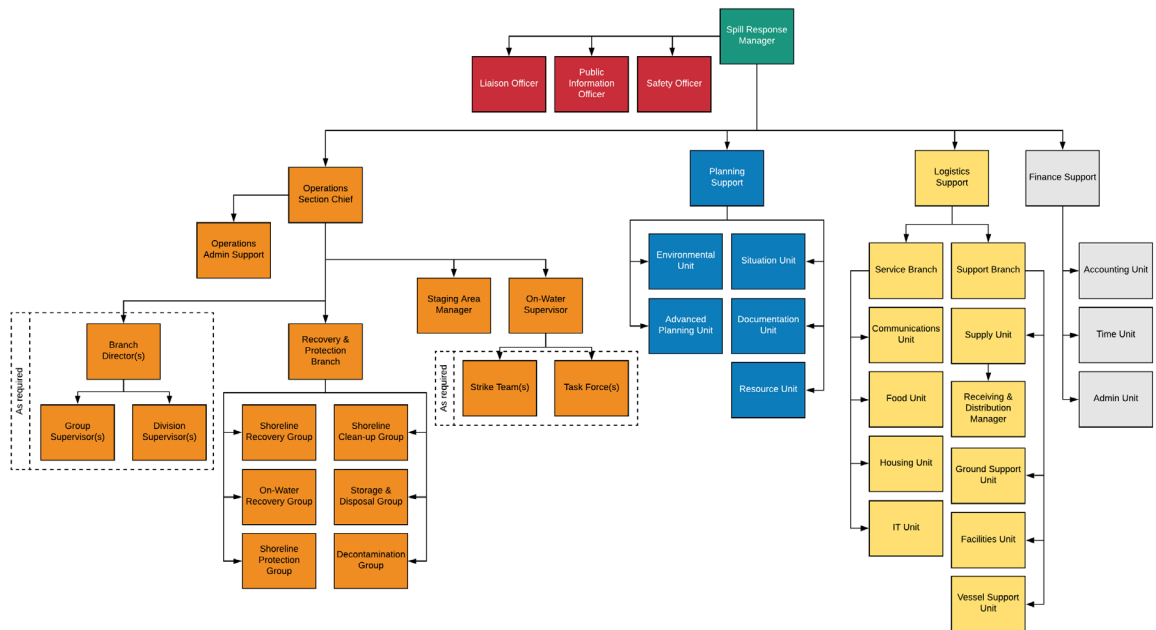 Spill Response
Manager
Liaison Officer
Public
Information
Officer
Safety Officer
Operations
Section Chief
Planning
Support
Logistics
Support
Finance Support
Operations
Admin Support
Environmental
Unit
Situation Unit
Service Branch
Support Branch
Accounting Unit
Staging Area
Manager
On-Water
Supervisor
Advanced
Planning Unit
Documentation
Unit
Communications
Unit
Supply Unit
Time Unit
As required
Branch
Director(s)
Recovery &
Protection
Branch
As required
Strike Team(s)
Task Force(s)
Resource Unit
Food Unit
Receiving &
Distribution
Manager
Admin Unit
Group
Supervisor(s)
Division
Supervisor(s)
Shoreline
Recovery Group
Shoreline
Clean-up Group
Housing Unit
Ground Support
Unit
On-Water
Recovery Group
Storage &
Disposal Group
IT Unit
Facilities Unit
Shoreline
Protection
Group
Decontamination
Group
Vessel Support
Unit